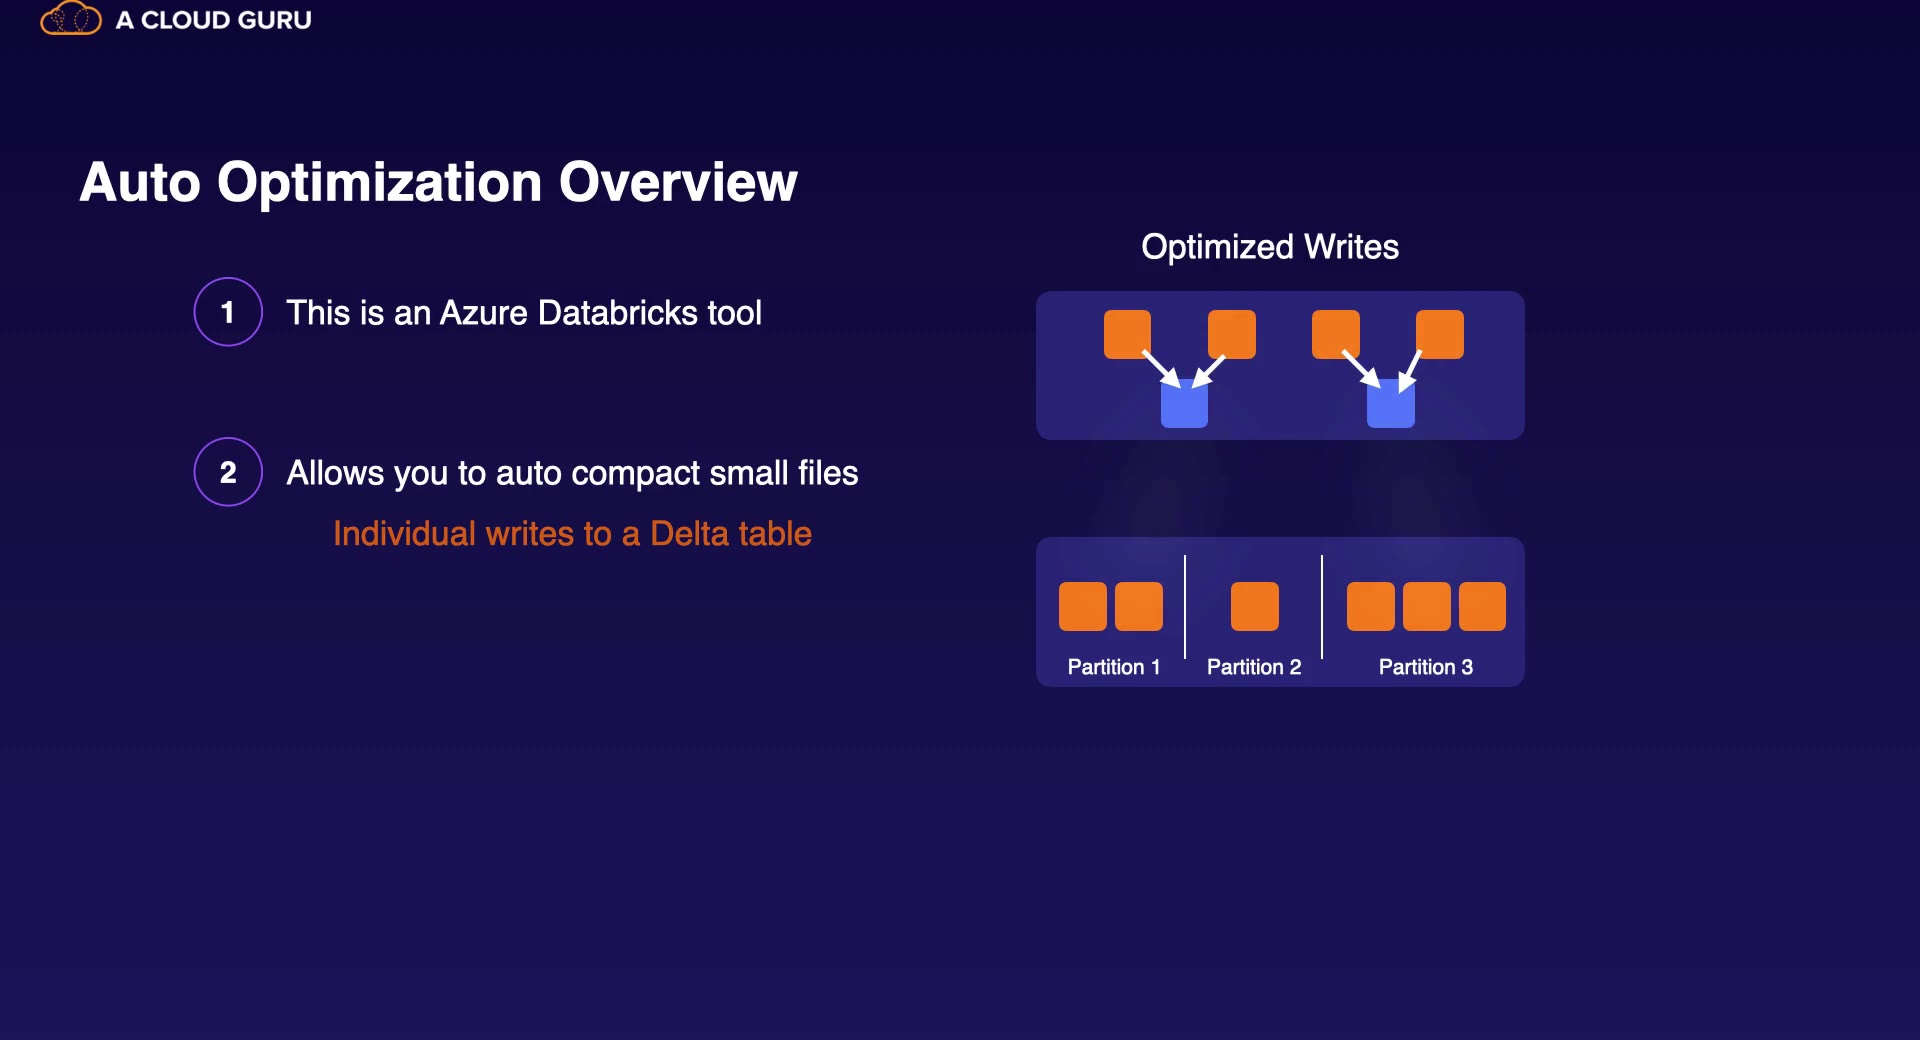 A CLOUD GURU
Auto Optimization Overview
1 This is an Azure Databricks tool
2 Allows you to auto compact small files
Individual writes to a Delta table
Optimized Writes
Partition 1 Partition 2 Partition 3